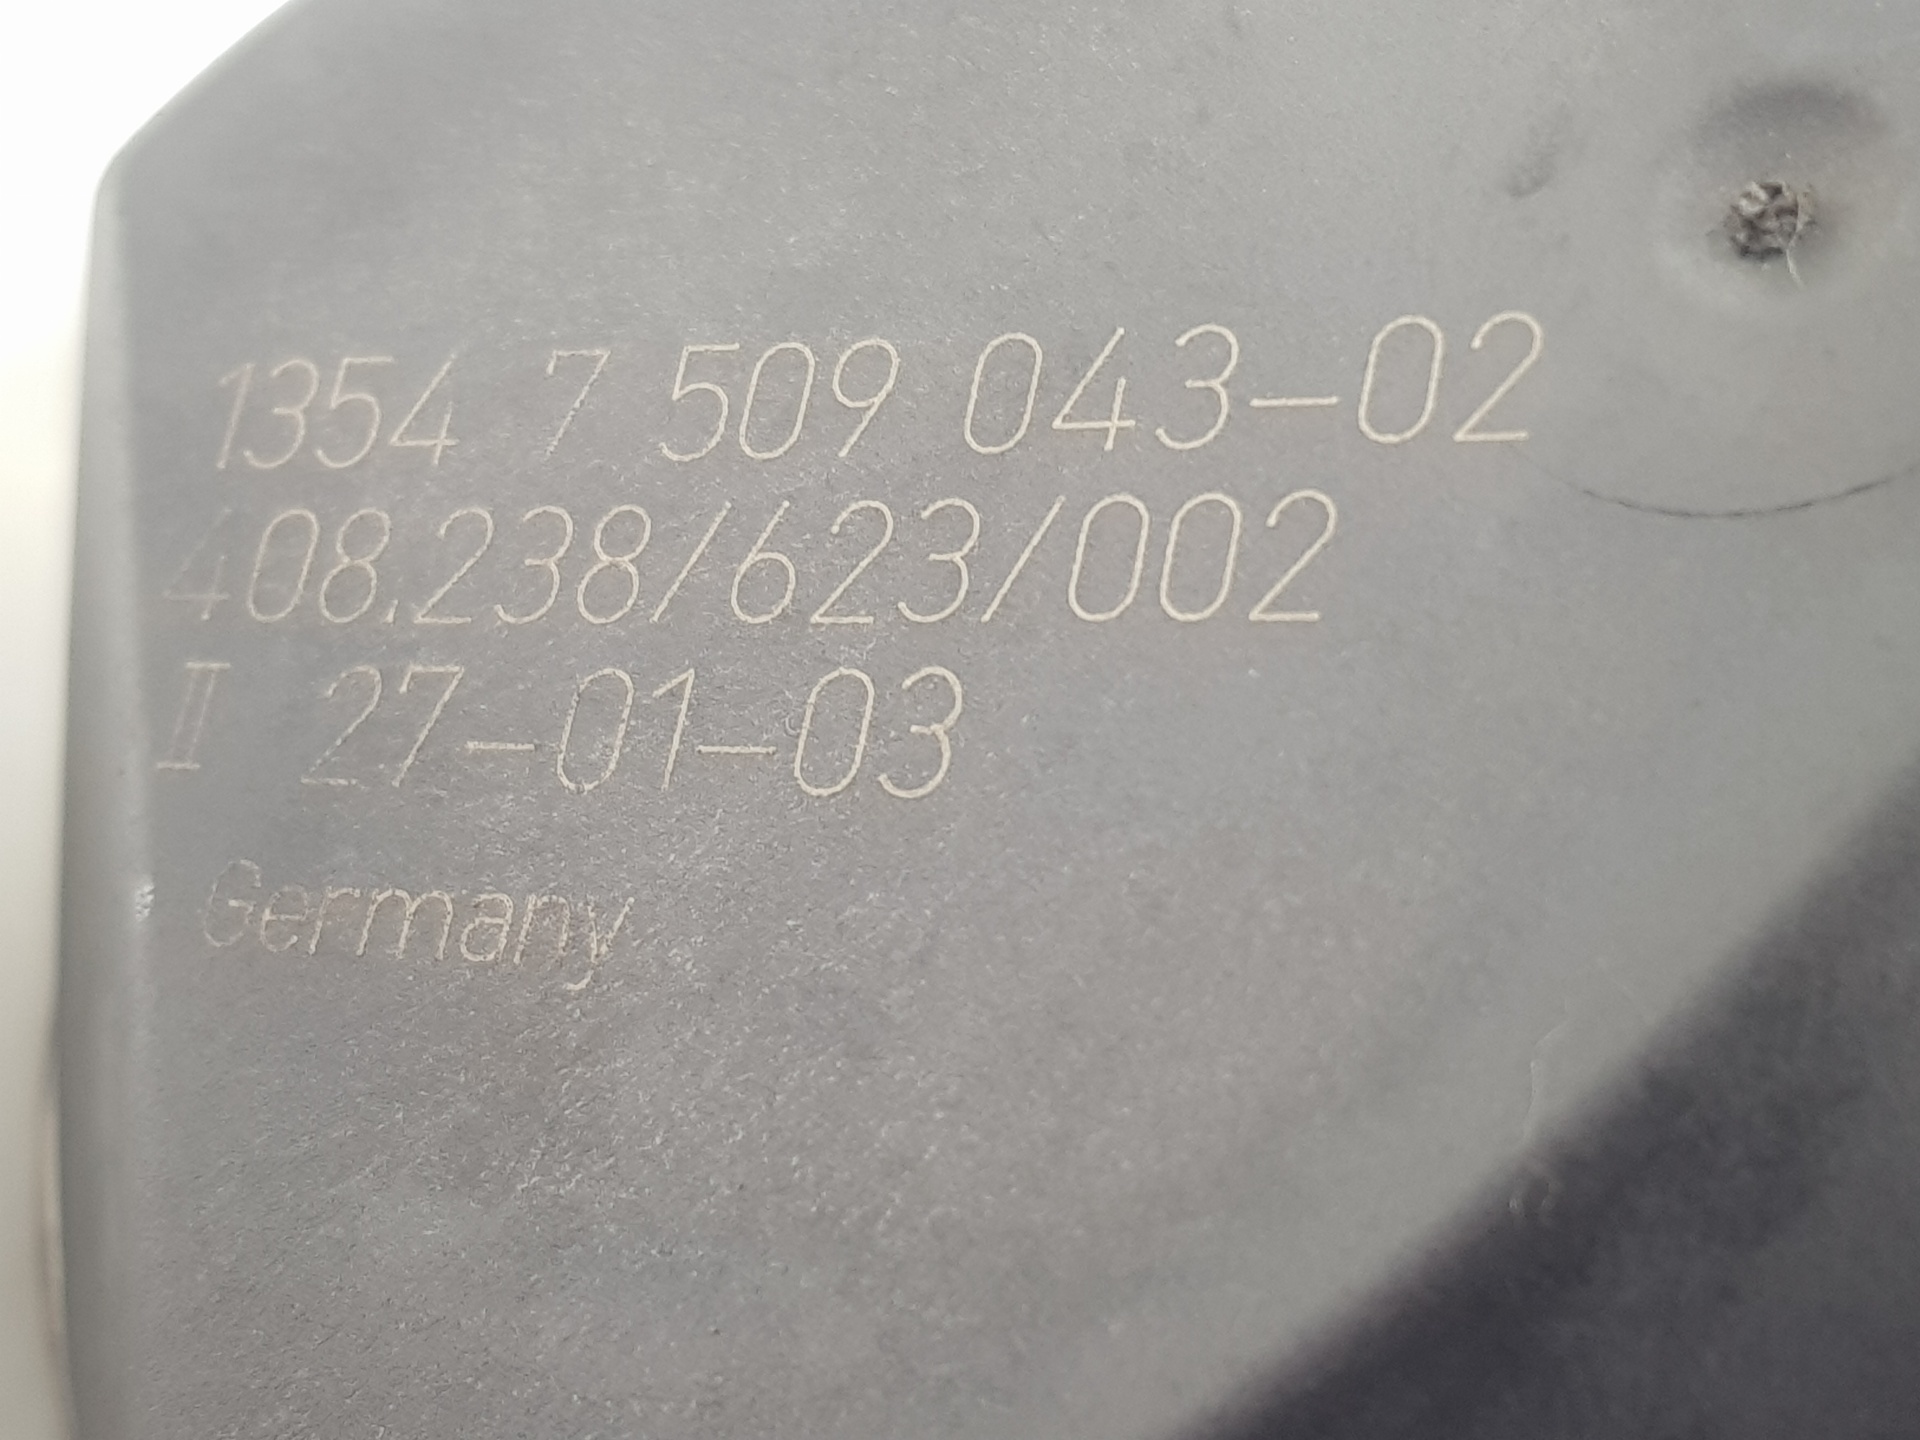 1354 7 509 043-02
408.238/623/002
II 27-01-03
Germany